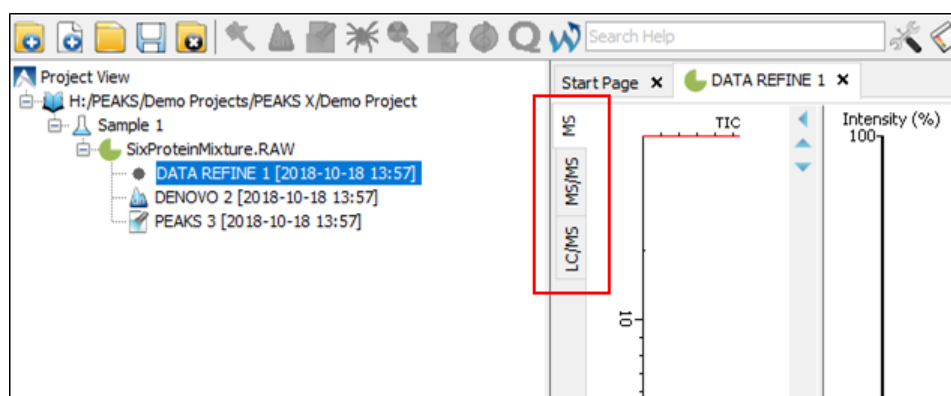 Search Help
Project View
H:/PEAKS/Demo Projects/PEAKS X/Demo Project
Sample 1
SixProteinMixture.RAW
DATA REFINE 1 [2018-10-18 13:57]
DENOVO 2 [2018-10-18 13:57]
PEAKS 3 [2018-10-18 13:57]
Start Page
DATA REFINE 1
MS
MS/MS
LC/MS
TIC
10
Intensity (%)
100